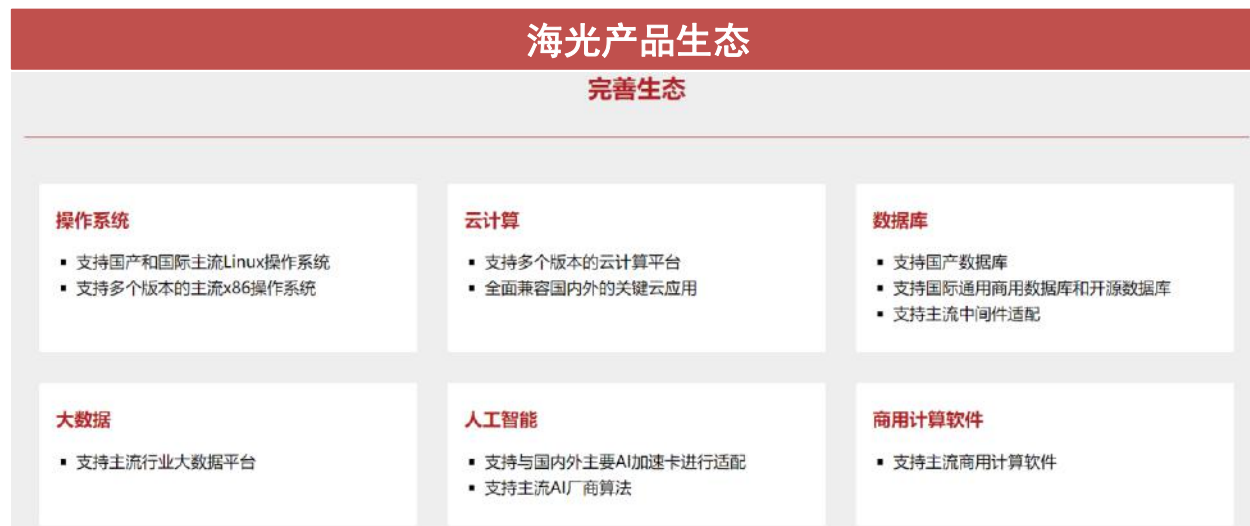 海光产品生态
完善生态
操作系统
▪ 支持国产和国际主流Linux操作系统
▪ 支持多个版本的主流x86操作系统
云计算
▪ 支持多个版本的云计算平台
▪ 全面兼容国内外的关键云应用
数据库
▪ 支持国产数据库
▪ 支持国际通用商用数据库和开源数据库
▪ 支持主流中间件适配
大数据
▪ 支持主流行业大数据平台
人工智能
▪ 支持与国内外主要AI加速卡进行适配
▪ 支持主流AI厂商算法
商用计算软件
▪ 支持主流商用计算软件